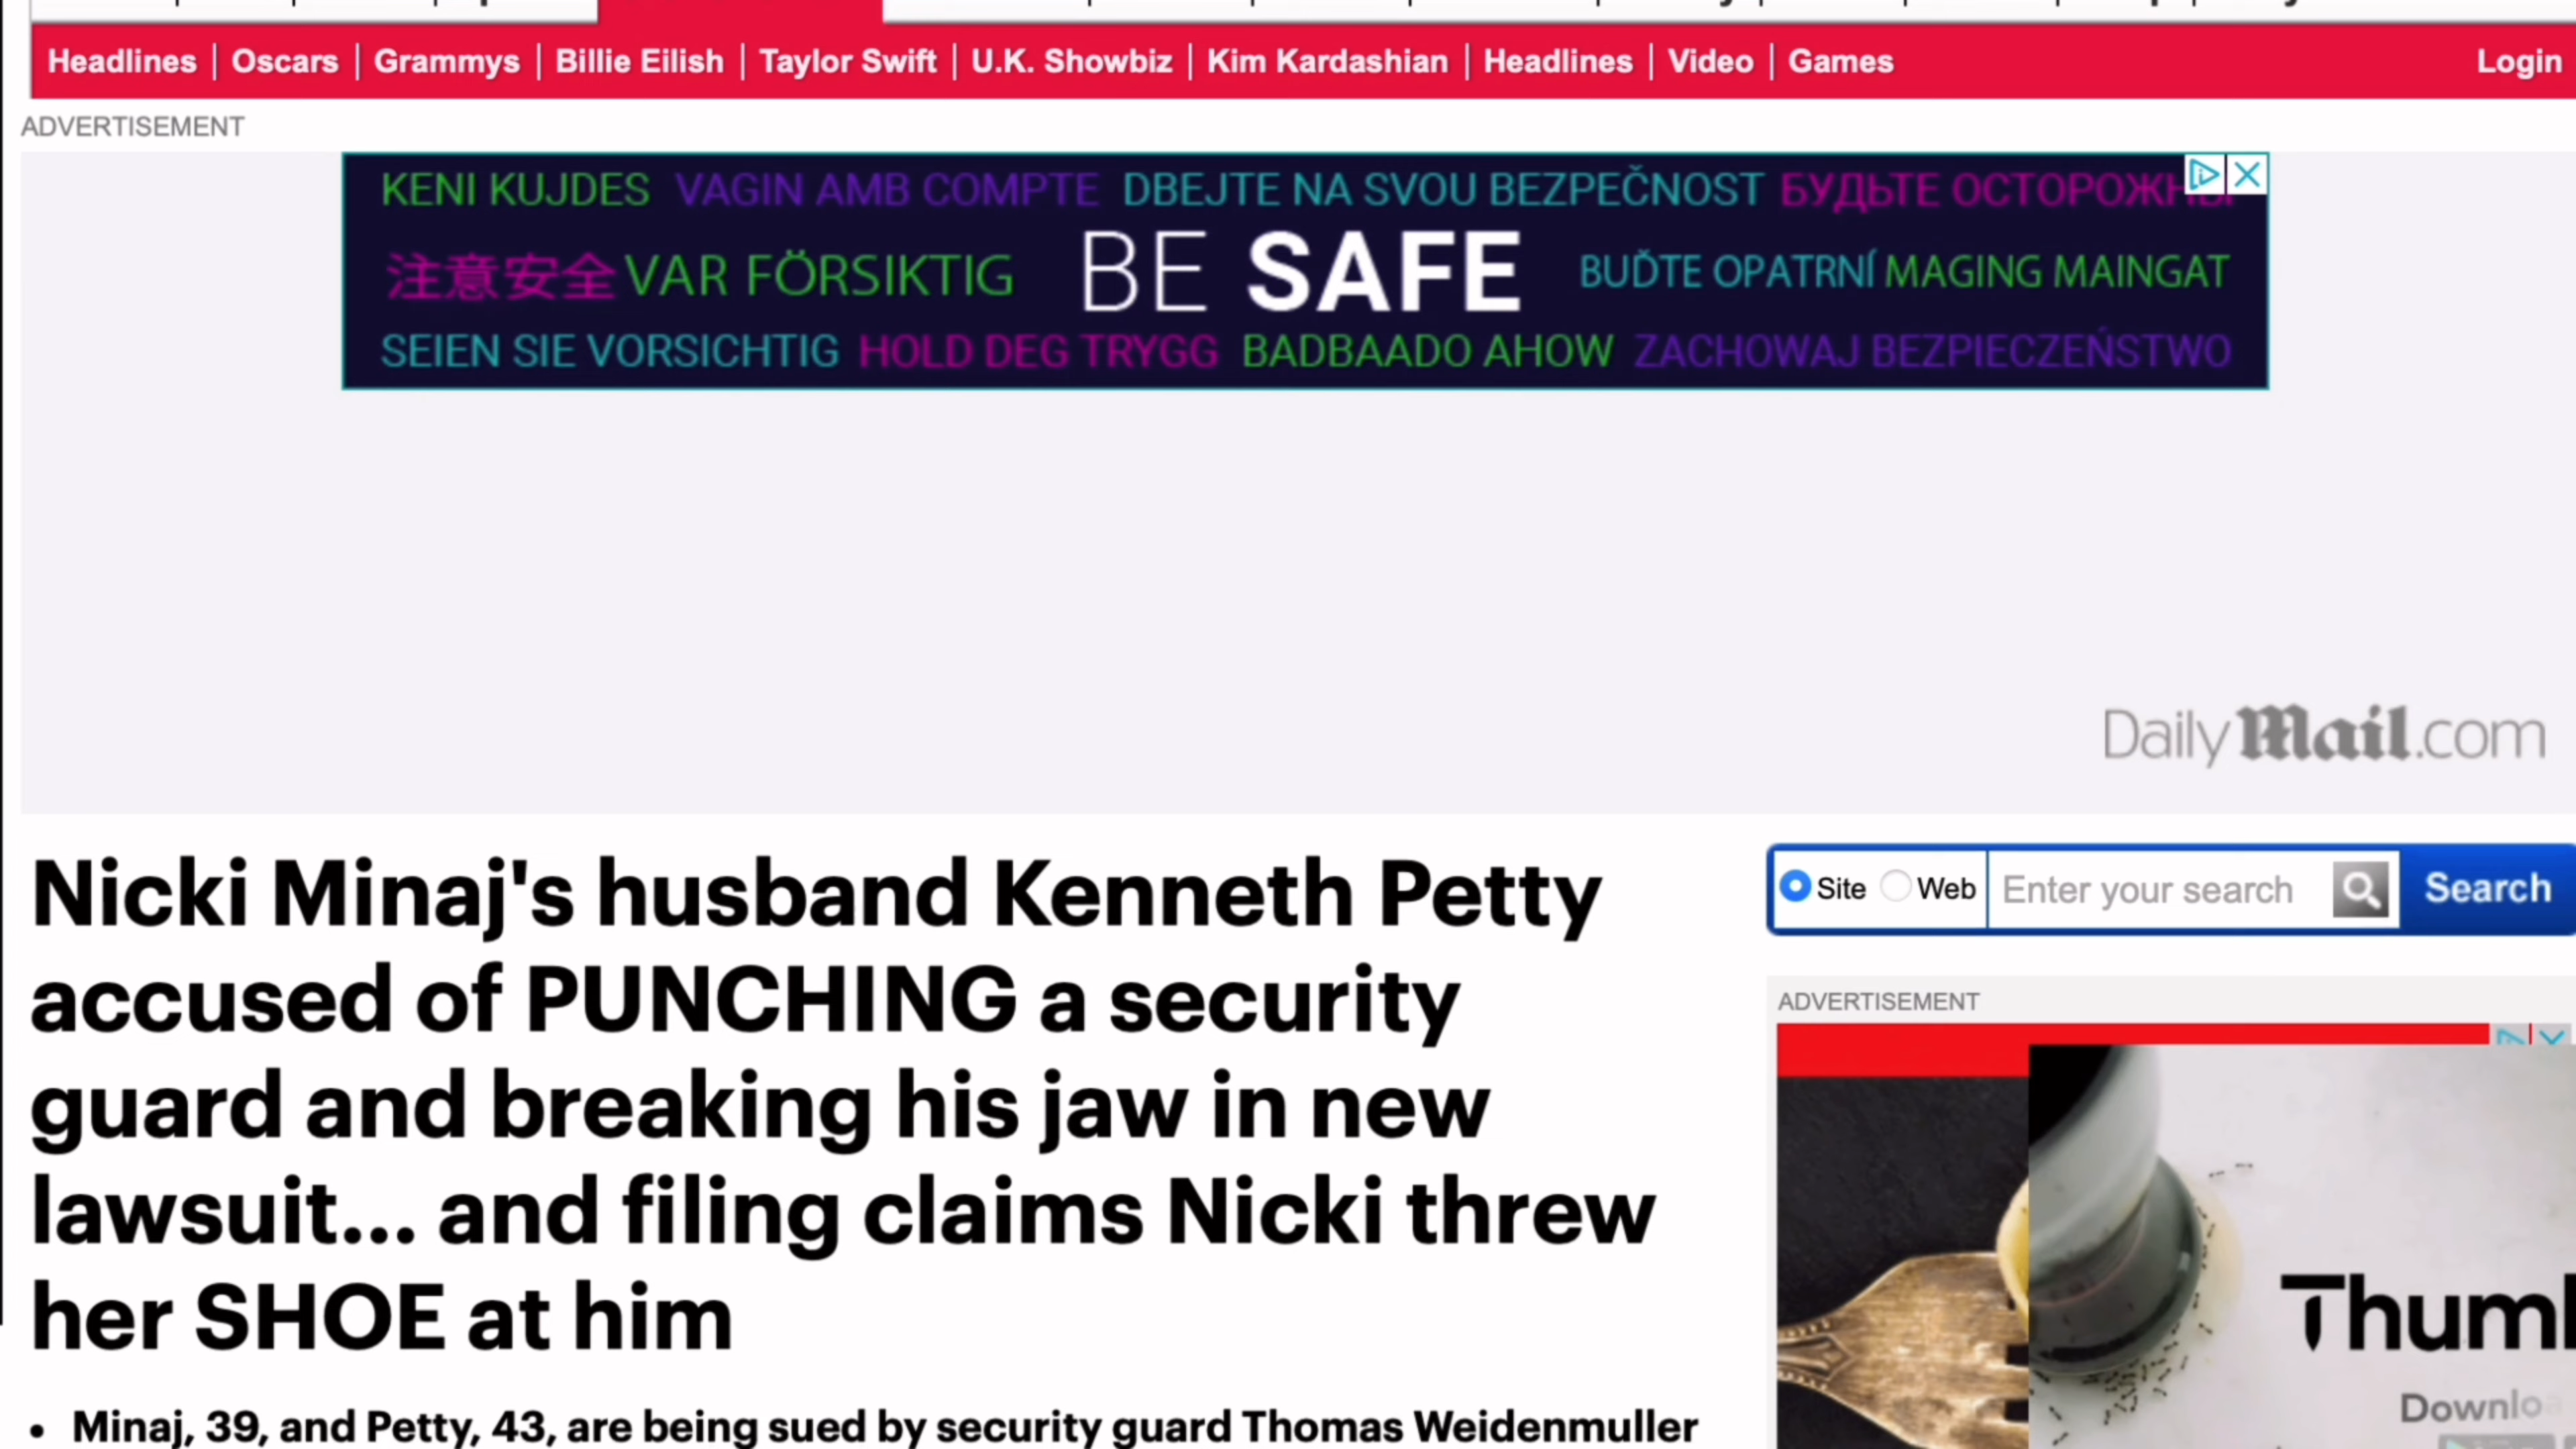 Headlines | Oscars | Grammys | Billie Eilish | Taylor Swift | U.K. Showbiz | Kim Kardashian | Headlines | Video | Games Login
ADVERTISEMENT
KENI KUJDES VAGIN AMB COMPTE DBEJTE NA SVOU BEZPEČNOST БУДЬТЕ
注意安全 VAR FÖRSIKTIG BE SAFE BUĎTE OPATRNÍ MAGING MAINGAT
SEIEN SIE VORSICHTIG HOLD DEG TRYGG BADBAADO AHOW ZACHOWAJ BEZPIECZEŃSTWO
DailyMail.com
Nicki Minaj's husband Kenneth Petty
accused of PUNCHING a security
guard and breaking his jaw in new
lawsuit... and filing claims Nicki threw
her SHOE at him
• Minaj, 39, and Petty, 43, are being sued by security guard Thomas Weidenmuller
Site Web Enter your search Search
ADVERTISEMENT